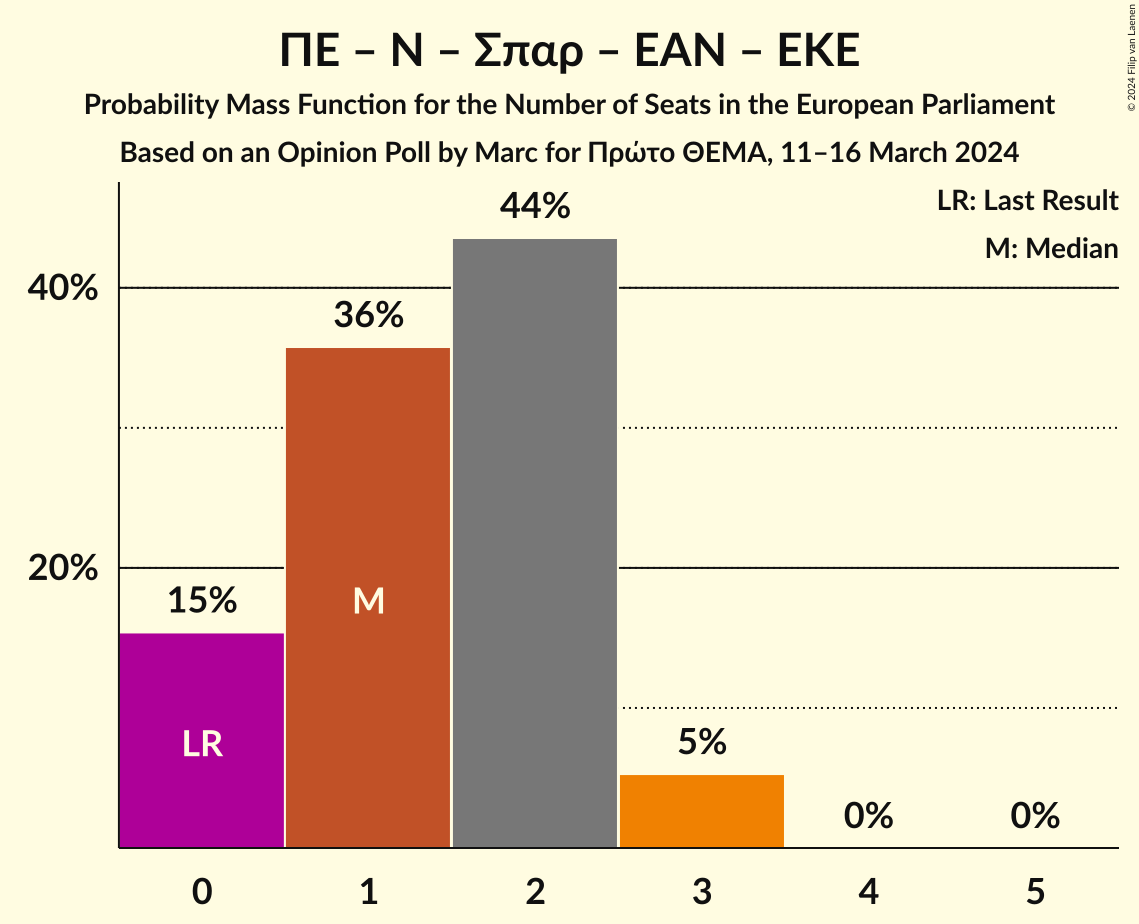 ΠΕ – Ν – Σπαρ – ΕΑΝ – ΕΚΕ
Probability Mass Function for the Number of Seats in the European Parliament
Based on an Opinion Poll by Marc for Πρώτο ΘΕΜΑ, 11–16 March 2024
LR: Last Result
M: Median
44%
40%
36%
20%
15%
M
LR
5%
0%
0%
0
1
2
3
4
5
© 2024 Filip van Laenen